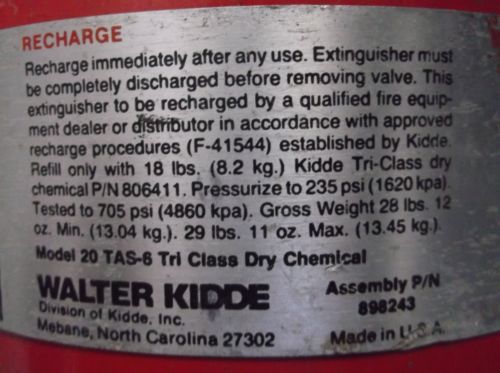 RECHARGE
Recharge immediately after any use. Extinguisher must
be completely discharged before removing valve. This
extinguisher to be recharged by a qualified fire equip-
ment dealer or distributor in accordance with approved
recharge procedures (F-41544) established by Kidde.
Refill only with 18 lbs. (8.2 kg.) Kidde Tri-Class dry
chemical P/N 806411. Pressurize to 235 psi (1620 kpa).
Tested to 705 psi (4860 kpa). Gross Weight 28 lbs. 12
oz. Min. (13.04 kg.). 29 lbs. 11 oz. Max. (13.45 kg.).
Model 20 TAS-6 Tri Class Dry Chemical
WALTER KIDDE
Division of Kidde, Inc.
Mebane, North Carolina 27302
Assembly P/N
898243
Made in U.S.A.